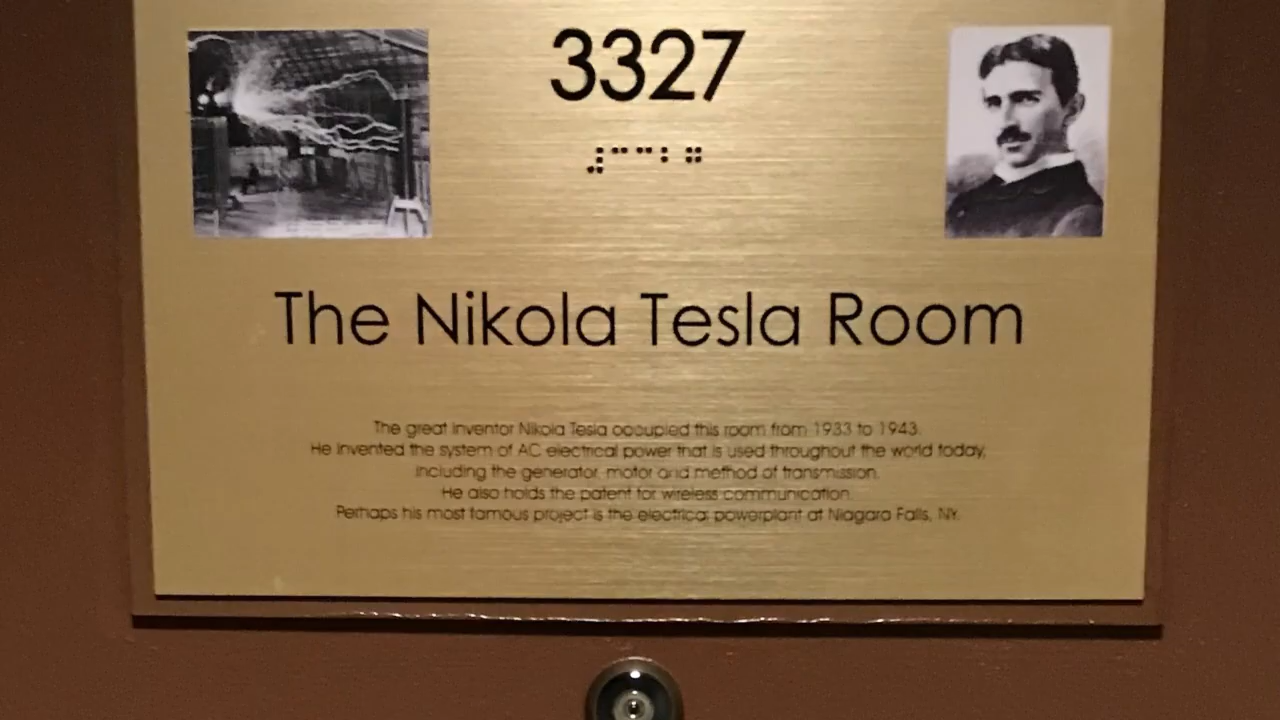 3327
⠼⠉⠉⠃⠛
The Nikola Tesla Room
The great inventor Nikola Tesla occupied this room from 1933 to 1943.
He invented the system of AC electrical power that is used throughout the world today,
including the generator, motor and method of transmission.
He also holds the patent for wireless communication.
Perhaps his most famous project is the electrical powerplant at Niagara Falls, NY.